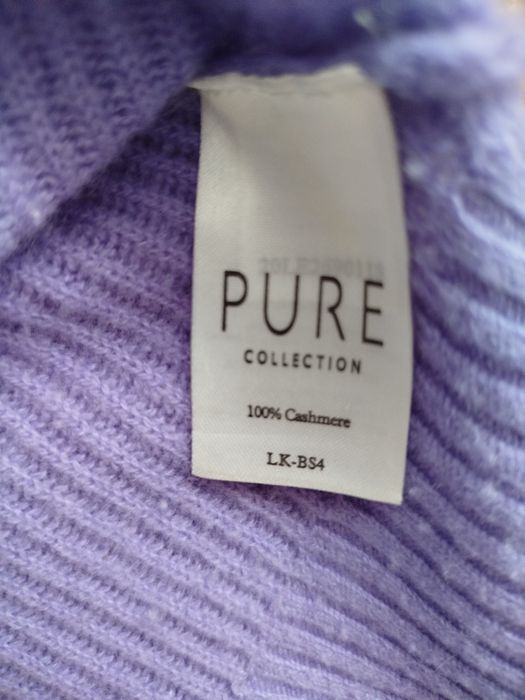 PURE
COLLECTION
100% Cashmere
LK-BS4